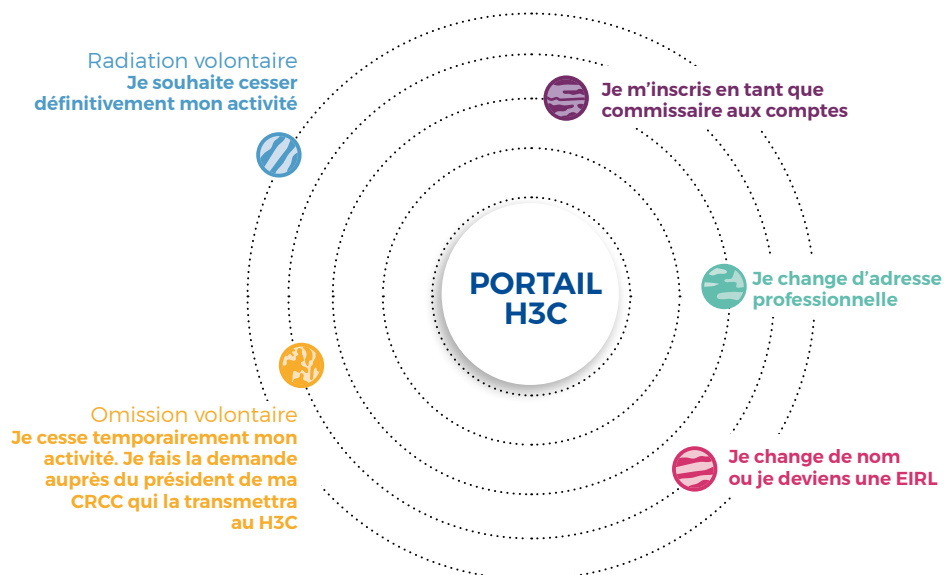 Radiation volontaire
Je souhaite cesser
définitivement mon activité
Je m’inscris en tant que
commissaire aux comptes
PORTAIL
H3C
Je change d’adresse
professionnelle
Omission volontaire
Je cesse temporairement mon
activité. Je fais la demande
auprès du président de ma
CRCC qui la transmettra
au H3C
Je change de nom
ou je deviens une EIRL